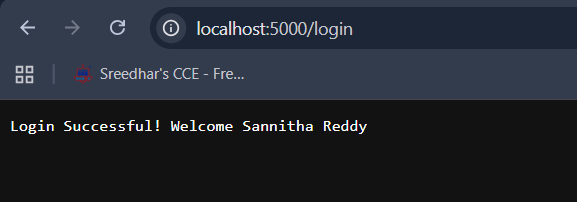 localhost:5000/login
Sreedhar's CCE - Fre...
Login Successful! Welcome Sannitha Reddy